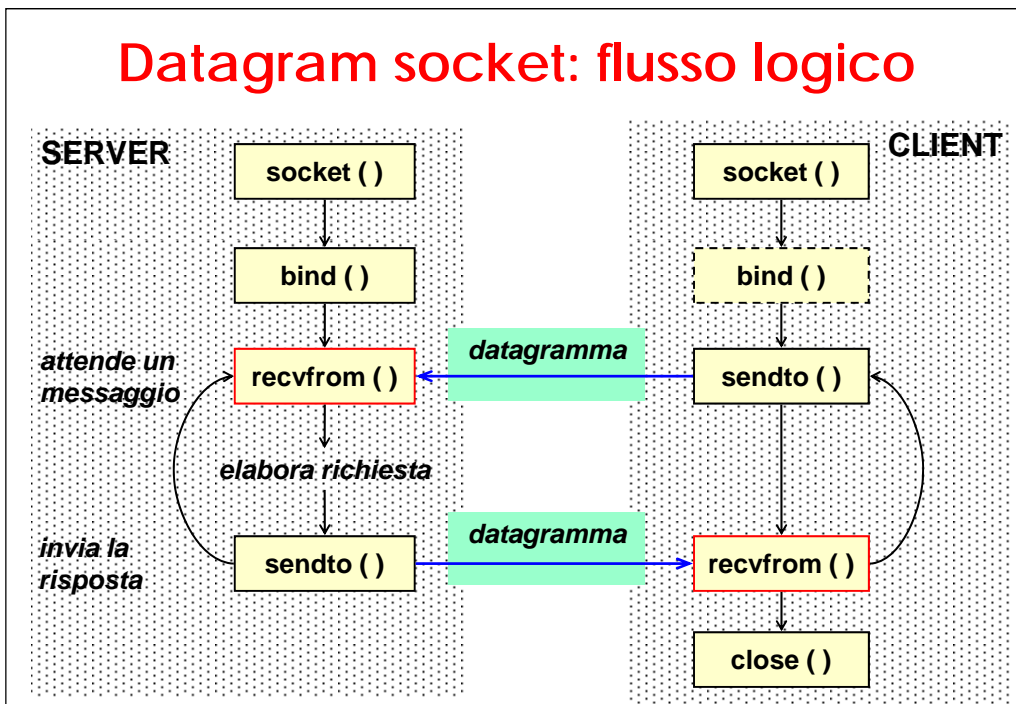 Datagram socket: flusso logico
SERVER
CLIENT
socket ( )
socket ( )
bind ( )
bind ( )
attende un
messaggio
recvfrom ( )
datagramma
sendto ( )
elabora richiesta
invia la
risposta
sendto ( )
datagramma
recvfrom ( )
close ( )